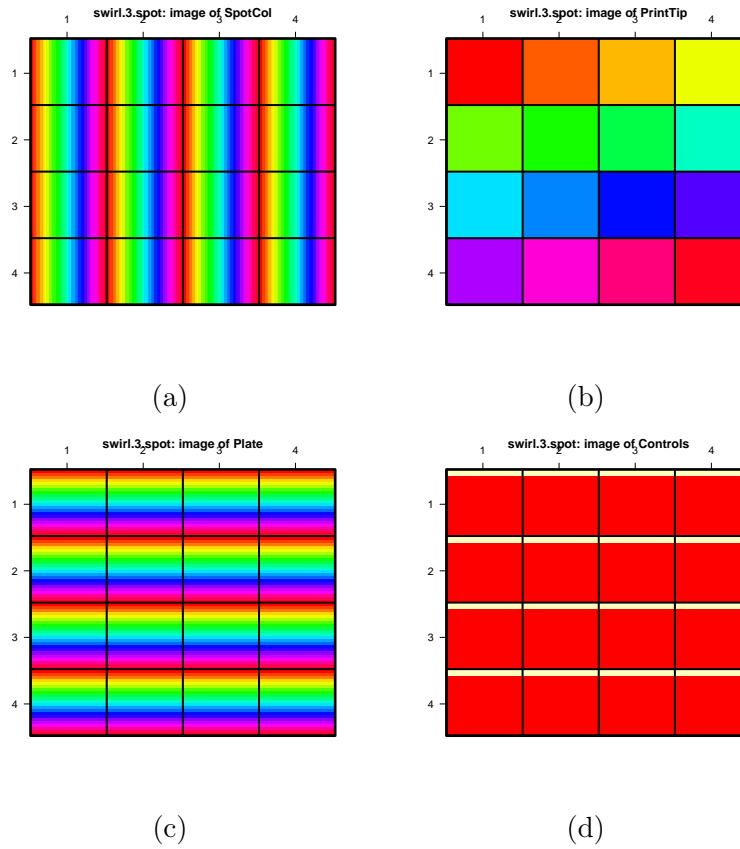 swirl.3.spot: image of SpotCol
1 2 3 4
1
2
3
4
(a)
swirl.3.spot: image of PrintTip
1 2 3 4
1
2
3
4
(b)
swirl.3.spot: image of Plate
1 2 3 4
1
2
3
4
(c)
swirl.3.spot: image of Controls
1 2 3 4
1
2
3
4
(d)